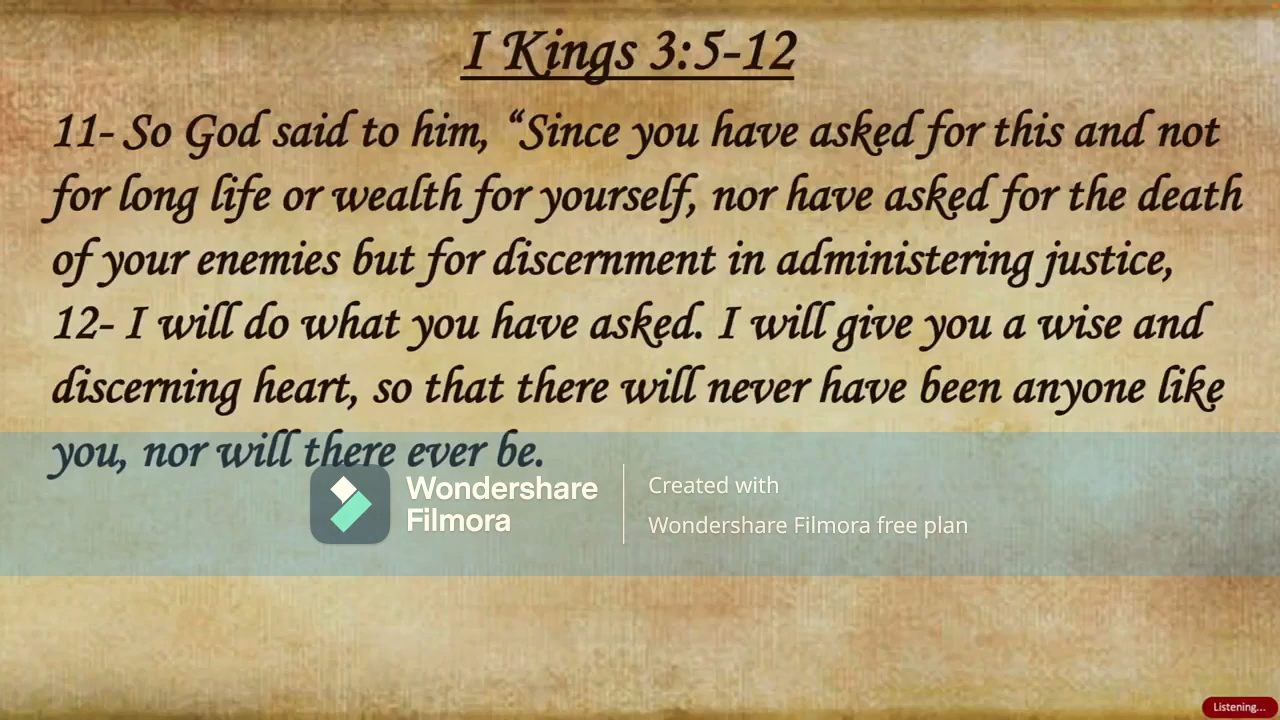 I Kings 3:5-12
11- So God said to him, “Since you have asked for this and not
for long life or wealth for yourself, nor have asked for the death
of your enemies but for discernment in administering justice,
12- I will do what you have asked. I will give you a wise and
discerning heart, so that there will never have been anyone like
you, nor will there ever be.
Wondershare
Filmora
Created with
Wondershare Filmora free plan
Listening...